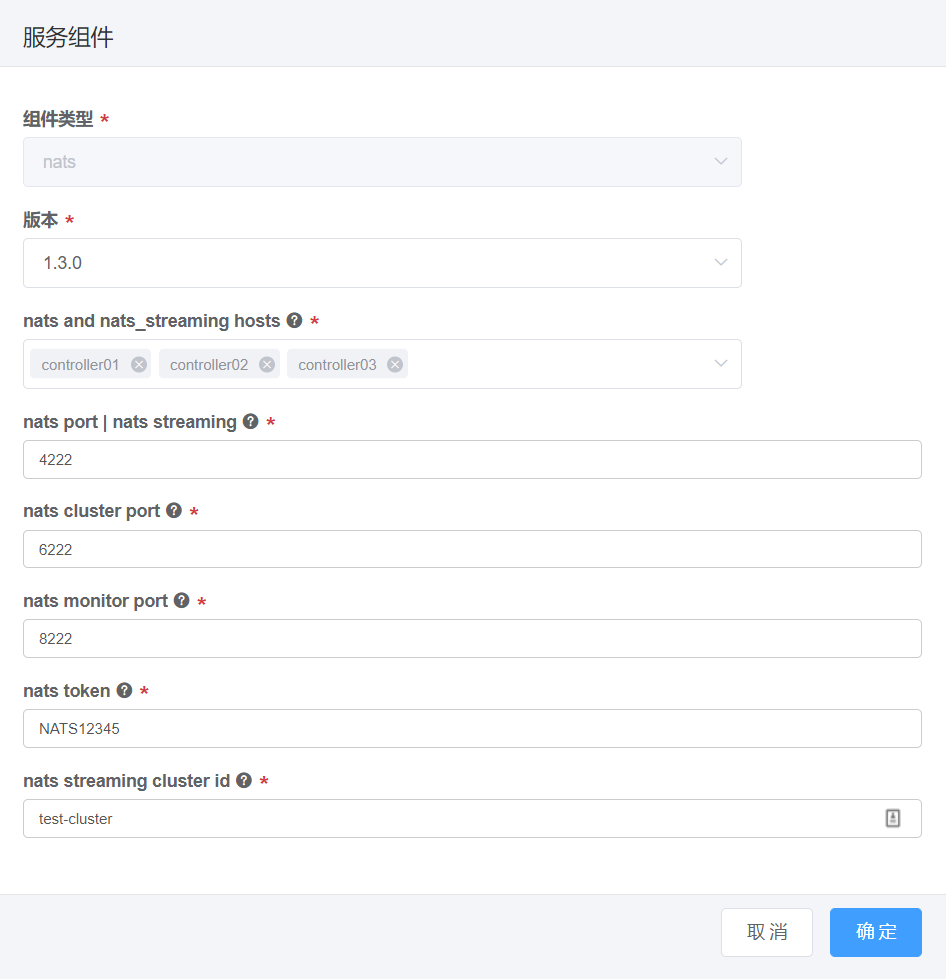 服务组件
组件类型 *
nats
版本 *
1.3.0
nats and nats_streaming hosts ? *
controller01 controller02 controller03
nats port | nats streaming ? *
4222
nats cluster port ? *
6222
nats monitor port ? *
8222
nats token ? *
NATS12345
nats streaming cluster id ? *
test-cluster
取消 确定